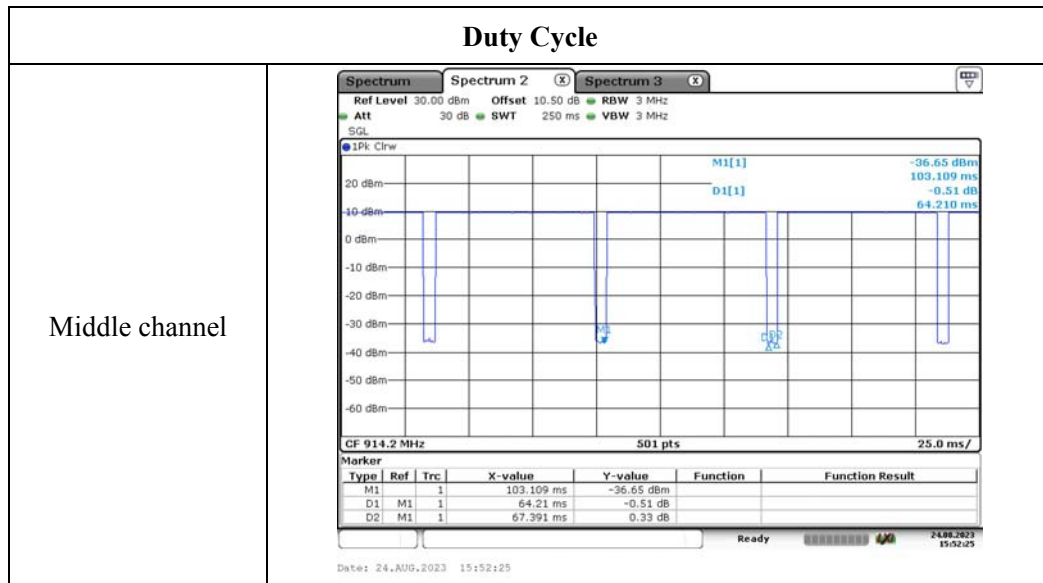 Duty Cycle
Middle channel
Spectrum Spectrum 2 X Spectrum 3 X
Ref Level 30.00 dBm Offset 10.50 dB RBW 3 MHz
Att 30 dB SWT 250 ms VBW 3 MHz
SGL
1Pk Clrw
M1[1] -36.65 dBm
103.109 ms
20 dBm
D1[1] -0.51 dB
64.210 ms
10 dBm
0 dBm
-10 dBm
-20 dBm
-30 dBm
M1
-40 dBm
-50 dBm
-60 dBm
CF 914.2 MHz 501 pts 25.0 ms/
Marker
Type Ref Trc X-value Y-value Function Function Result
M1 1 103.109 ms -36.65 dBm
D1 M1 1 64.21 ms -0.51 dB
D2 M1 1 67.391 ms 0.33 dB
Ready 24.08.2023
15:52:25
Date: 24.AUG.2023 15:52:25